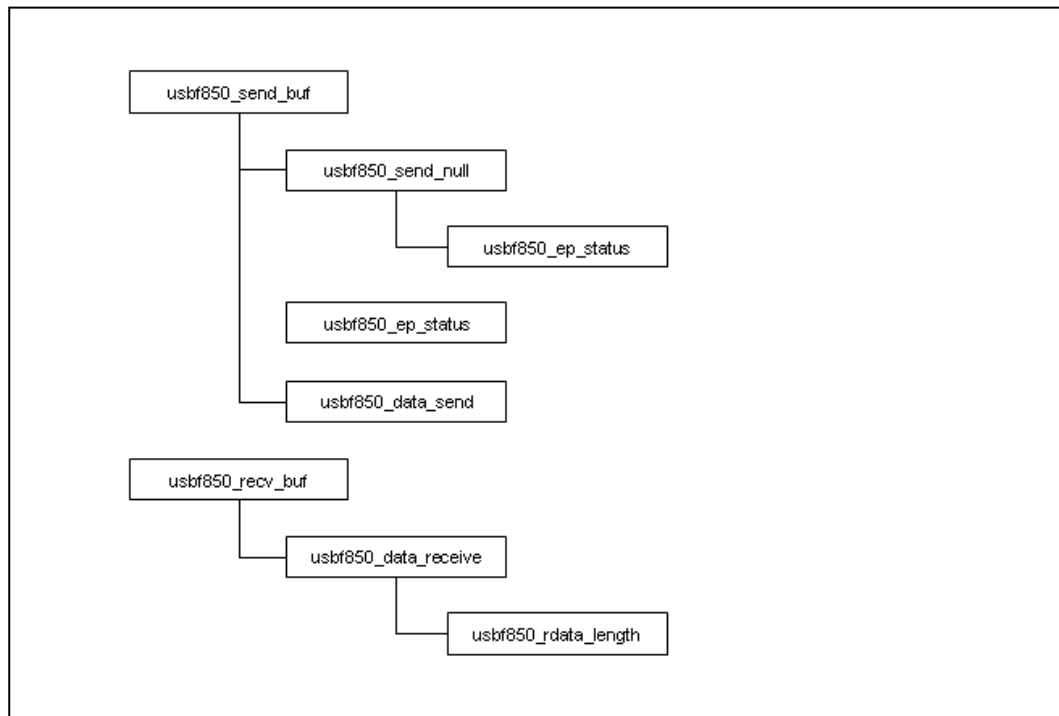 usbf850_send_buf
usbf850_send_null
usbf850_ep_status
usbf850_ep_status
usbf850_data_send
usbf850_recv_buf
usbf850_data_receive
usbf850_rdata_length